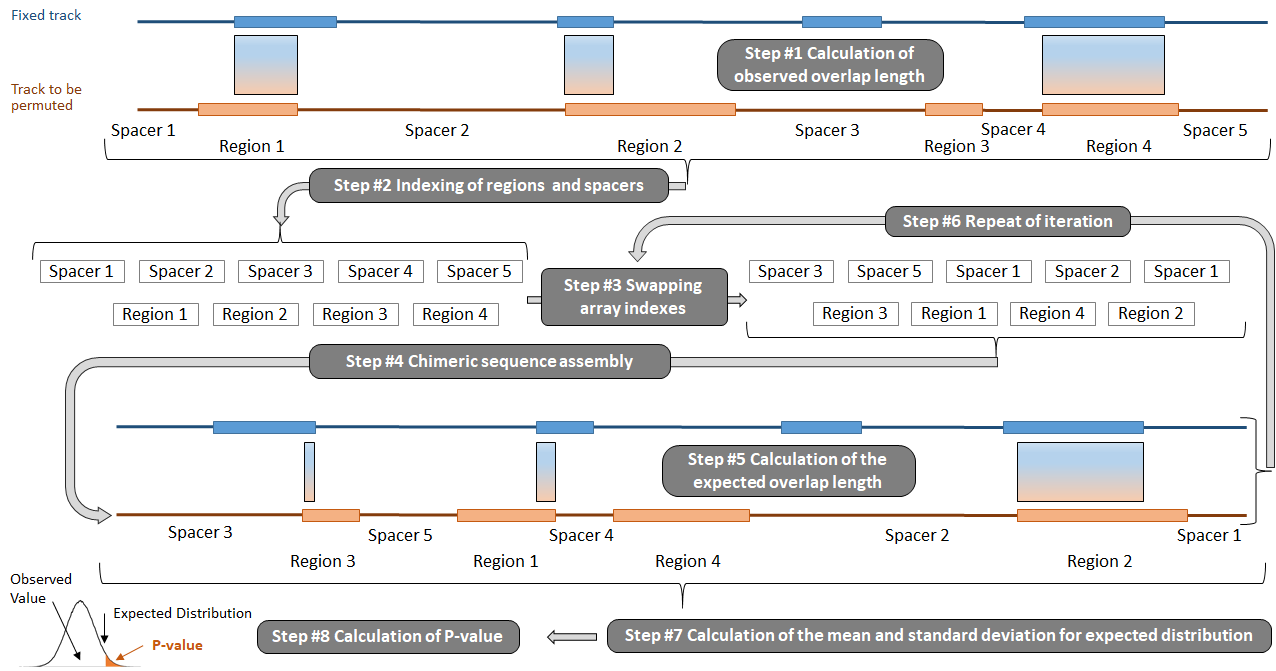 Fixed track
Step #1 Calculation of
observed overlap length
Track to be
permuted
Spacer 1
Spacer 2
Spacer 3
Spacer 4
Spacer 5
Region 1
Region 2
Region 3
Region 4
Step #2 Indexing of regions and spacers
Step #6 Repeat of iteration
Spacer 1
Spacer 2
Spacer 3
Spacer 4
Spacer 5
Region 1
Region 2
Region 3
Region 4
Step #3 Swapping
array indexes
Spacer 3
Spacer 5
Spacer 1
Spacer 2
Spacer 1
Region 3
Region 1
Region 4
Region 2
Step #4 Chimeric sequence assembly
Step #5 Calculation of the
expected overlap length
Spacer 3
Spacer 5
Spacer 4
Spacer 2
Spacer 1
Region 3
Region 1
Region 4
Region 2
Observed
Value
Expected Distribution
P-value
Step #8 Calculation of P-value
Step #7 Calculation of the mean and standard deviation for expected distribution